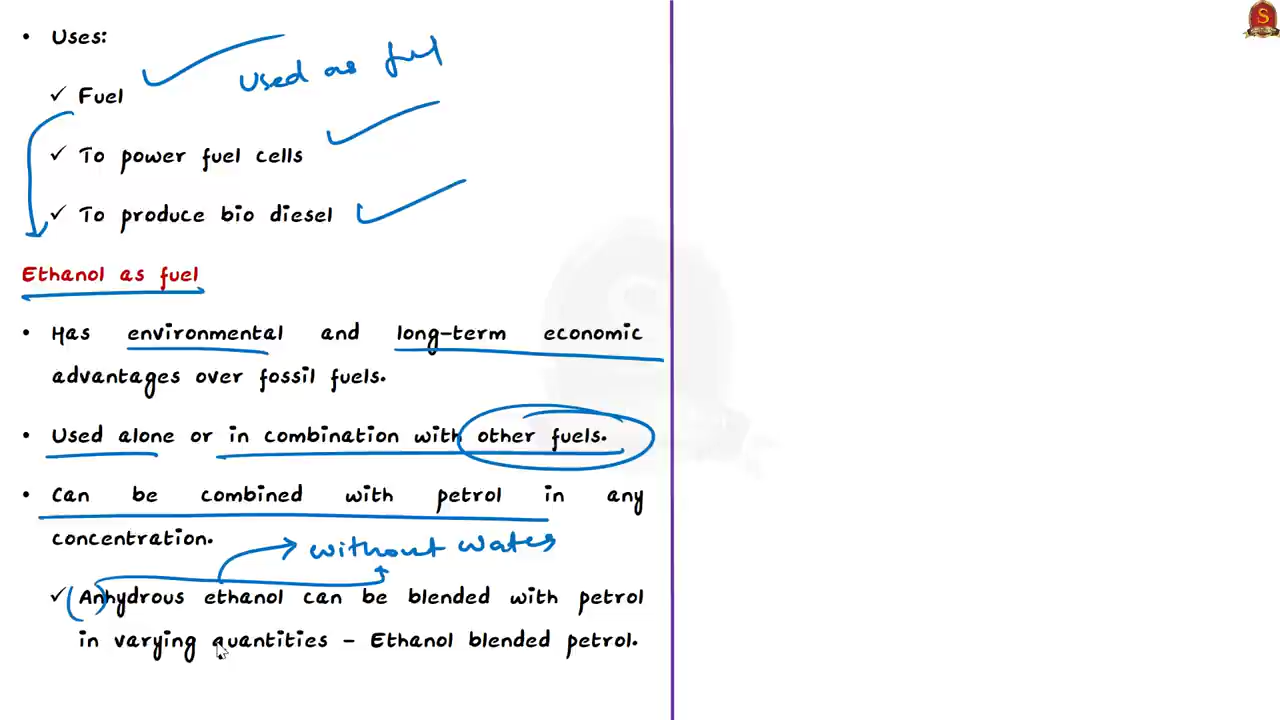 • Uses:
Used as ful
✓ Fuel
✓ To power fuel cells
✓ To produce bio diesel
Ethanol as fuel
• Has environmental and long-term economic
advantages over fossil fuels.
• Used alone or in combination with other fuels.
• Can be combined with petrol in any
concentration.
without water
✓ Anhydrous ethanol can be blended with petrol
in varying quantities - Ethanol blended petrol.
S